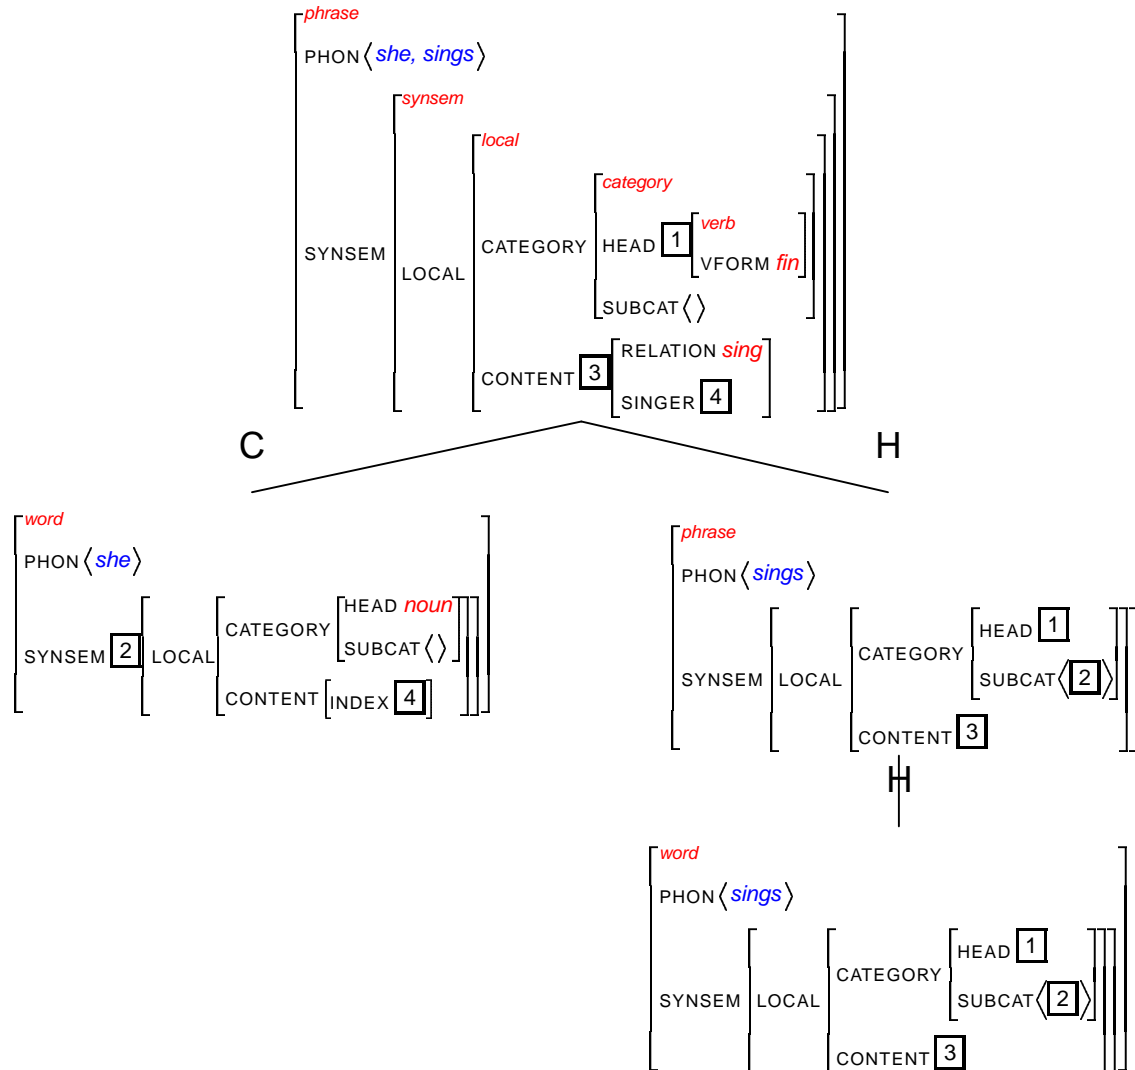 phrase
PHON ⟨she, sings⟩
synsem
local
category
verb
SYNSEM LOCAL CATEGORY HEAD 1 VFORM fin
SUBCAT ⟨ ⟩
CONTENT 3 RELATION sing
SINGER 4
C H
word
PHON ⟨she⟩
SYNSEM 2 LOCAL CATEGORY HEAD noun
SUBCAT ⟨ ⟩
CONTENT INDEX 4
phrase
PHON ⟨sings⟩
SYNSEM LOCAL CATEGORY HEAD 1
SUBCAT ⟨2⟩
CONTENT 3
H
word
PHON ⟨sings⟩
SYNSEM LOCAL CATEGORY HEAD 1
SUBCAT ⟨2⟩
CONTENT 3